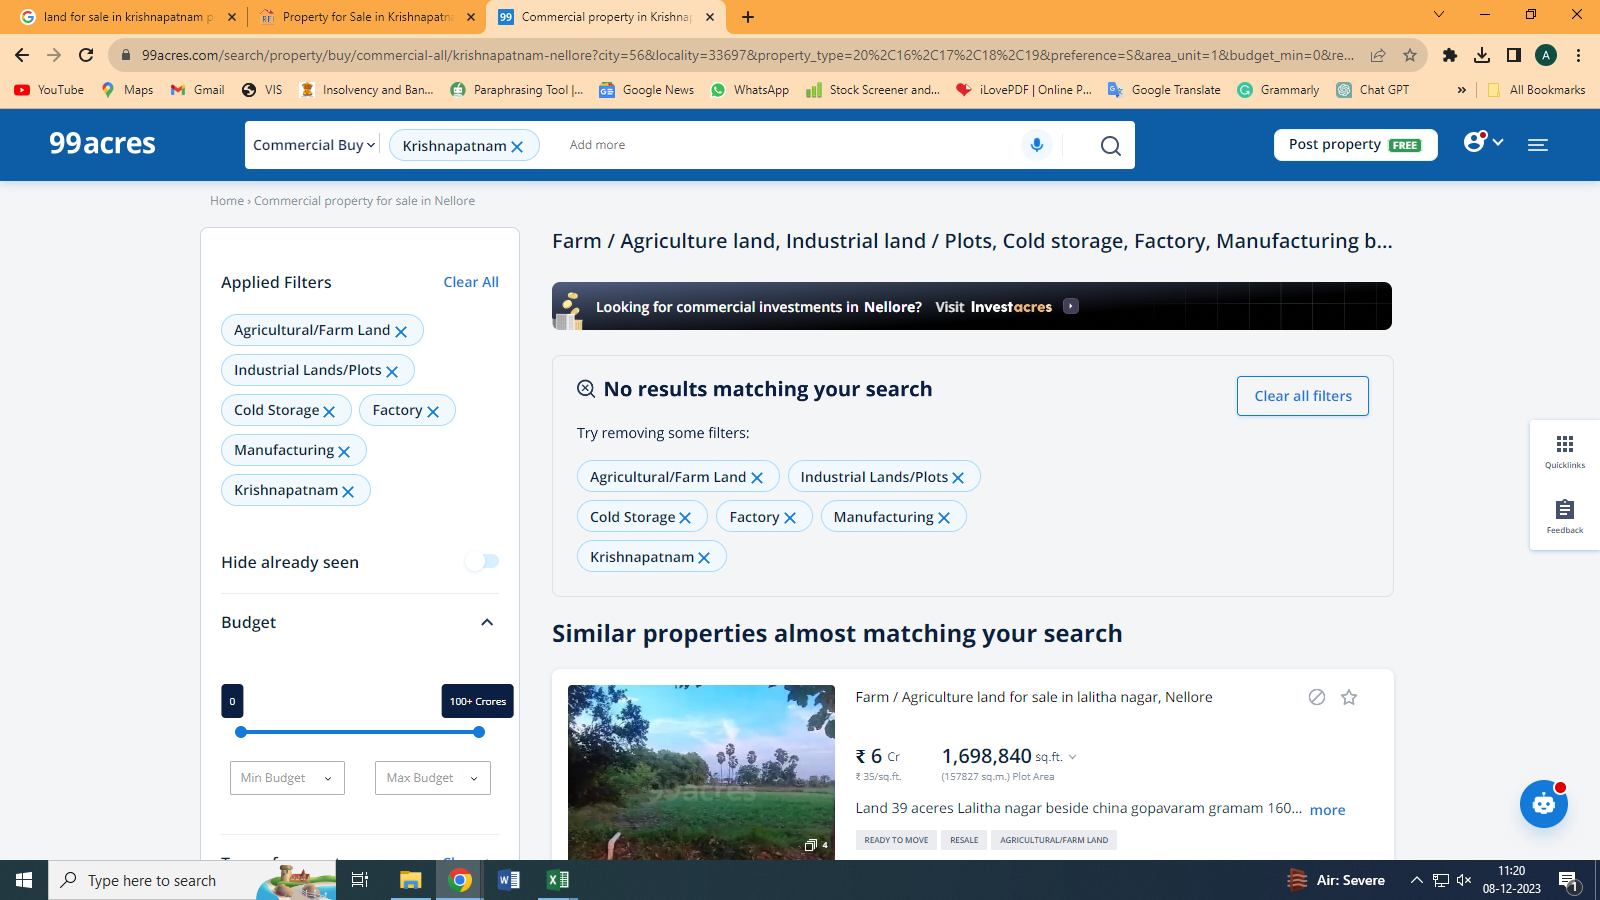 land for sale in krishnapatnam p
Property for Sale in Krishnapatna
99 Commercial property in Krishnap
99acres.com/search/property/buy/commercial-all/krishnapatnam-nellore?city=56&locality=33697&property_type=20%2C16%2C17%2C18%2C19&preference=S&area_unit=1&budget_min=0&re...
A
YouTube Maps Gmail VIS Insolvency and Ban... Paraphrasing Tool |... Google News WhatsApp Stock Screener and... iLovePDF | Online P... Google Translate Grammarly Chat GPT » All Bookmarks
99acres
Commercial Buy Krishnapatnam Add more
Post property FREE
Home › Commercial property for sale in Nellore
Applied Filters Clear All
Agricultural/Farm Land
Industrial Lands/Plots
Cold Storage Factory
Manufacturing
Krishnapatnam
Hide already seen
Budget
0 100+ Crores
Min Budget Max Budget
Farm / Agriculture land, Industrial land / Plots, Cold storage, Factory, Manufacturing b...
Looking for commercial investments in Nellore? Visit Investacres
No results matching your search
Clear all filters
Try removing some filters:
Agricultural/Farm Land Industrial Lands/Plots
Cold Storage Factory Manufacturing
Krishnapatnam
Similar properties almost matching your search
99acres
4
Farm / Agriculture land for sale in lalitha nagar, Nellore
₹ 6 Cr 1,698,840 sq.ft.
₹ 35/sq.ft. (157827 sq.m.) Plot Area
Land 39 aceres Lalitha nagar beside china gopavaram gramam 160... more
READY TO MOVE RESALE AGRICULTURAL/FARM LAND
Quicklinks
Feedback
Type here to search
Air: Severe
11:20
08-12-2023
1